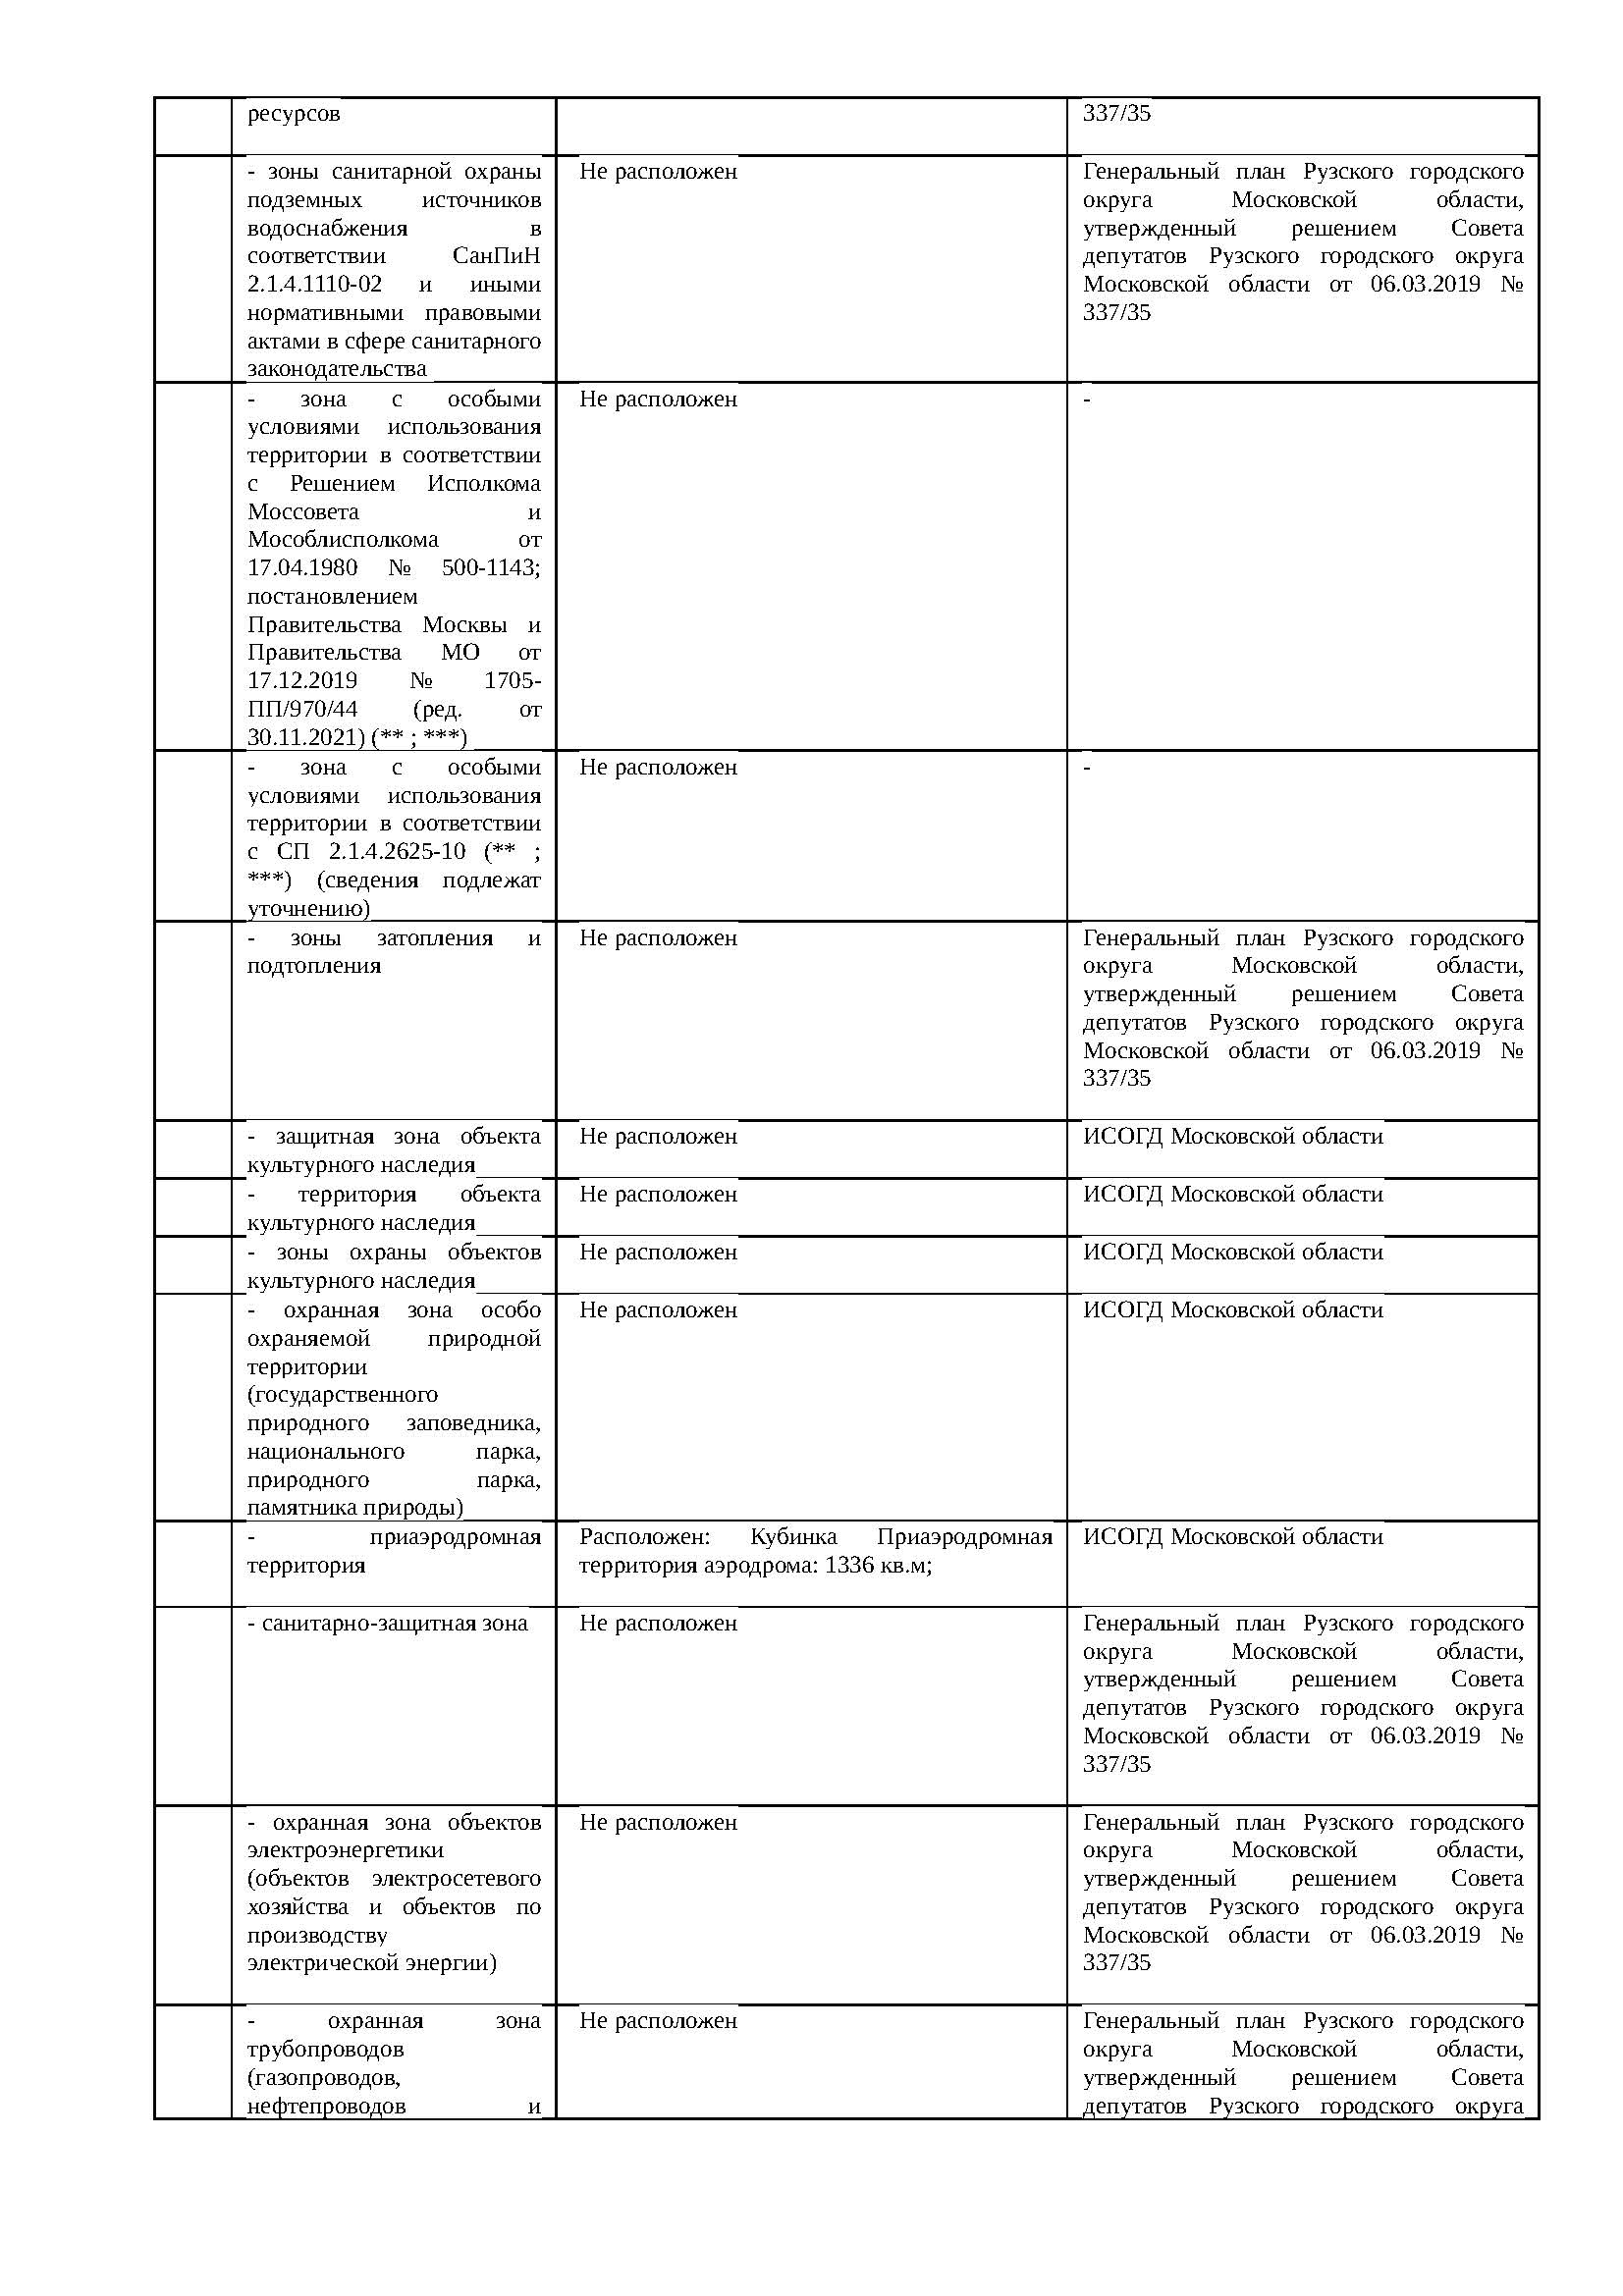 ресурсов
337/35
- зоны санитарной охраны
подземных источников
водоснабжения в
соответствии СанПиН
2.1.4.1110-02 и иными
нормативными правовыми
актами в сфере санитарного
законодательства
Не расположен
Генеральный план Рузского городского
округа Московской области,
утвержденный решением Совета
депутатов Рузского городского округа
Московской области от 06.03.2019 №
337/35
- зона с особыми
условиями использования
территории в соответствии
с Решением Исполкома
Моссовета и
Мособлисполкома от
17.04.1980 № 500-1143;
постановлением
Правительства Москвы и
Правительства МО от
17.12.2019 № 1705-
ПП/970/44 (ред. от
30.11.2021) (** ; ***)
Не расположен
-
- зона с особыми
условиями использования
территории в соответствии
с СП 2.1.4.2625-10 (** ;
***) (сведения подлежат
уточнению)
Не расположен
-
- зоны затопления и
подтопления
Не расположен
Генеральный план Рузского городского
округа Московской области,
утвержденный решением Совета
депутатов Рузского городского округа
Московской области от 06.03.2019 №
337/35
- защитная зона объекта
культурного наследия
Не расположен
ИСОГД Московской области
- территория объекта
культурного наследия
Не расположен
ИСОГД Московской области
- зоны охраны объектов
культурного наследия
Не расположен
ИСОГД Московской области
- охранная зона особо
охраняемой природной
территории
(государственного
природного заповедника,
национального парка,
природного парка,
памятника природы)
Не расположен
ИСОГД Московской области
- приаэродромная
территория
Расположен: Кубинка Приаэродромная
территория аэродрома: 1336 кв.м;
ИСОГД Московской области
- санитарно-защитная зона
Не расположен
Генеральный план Рузского городского
округа Московской области,
утвержденный решением Совета
депутатов Рузского городского округа
Московской области от 06.03.2019 №
337/35
- охранная зона объектов
электроэнергетики
(объектов электросетевого
хозяйства и объектов по
производству
электрической энергии)
Не расположен
Генеральный план Рузского городского
округа Московской области,
утвержденный решением Совета
депутатов Рузского городского округа
Московской области от 06.03.2019 №
337/35
- охранная зона
трубопроводов
(газопроводов,
нефтепроводов и
Не расположен
Генеральный план Рузского городского
округа Московской области,
утвержденный решением Совета
депутатов Рузского городского округа